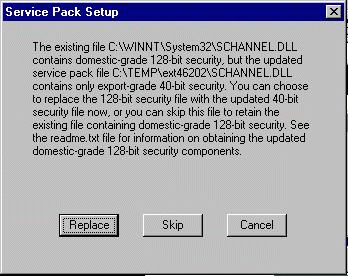 Service Pack Setup
The existing file C:\WINNT\System32\SCHANNEL.DLL
contains domestic-grade 128-bit security, but the updated
service pack file C:\TEMP\ext46202\SCHANNEL.DLL
contains only export-grade 40-bit security. You can choose
to replace the 128-bit security file with the updated 40-bit
security file now, or you can skip this file to retain the
existing file containing domestic-grade 128-bit security. See
the readme.txt file for information on obtaining the updated
domestic-grade 128-bit security components.
Replace Skip Cancel